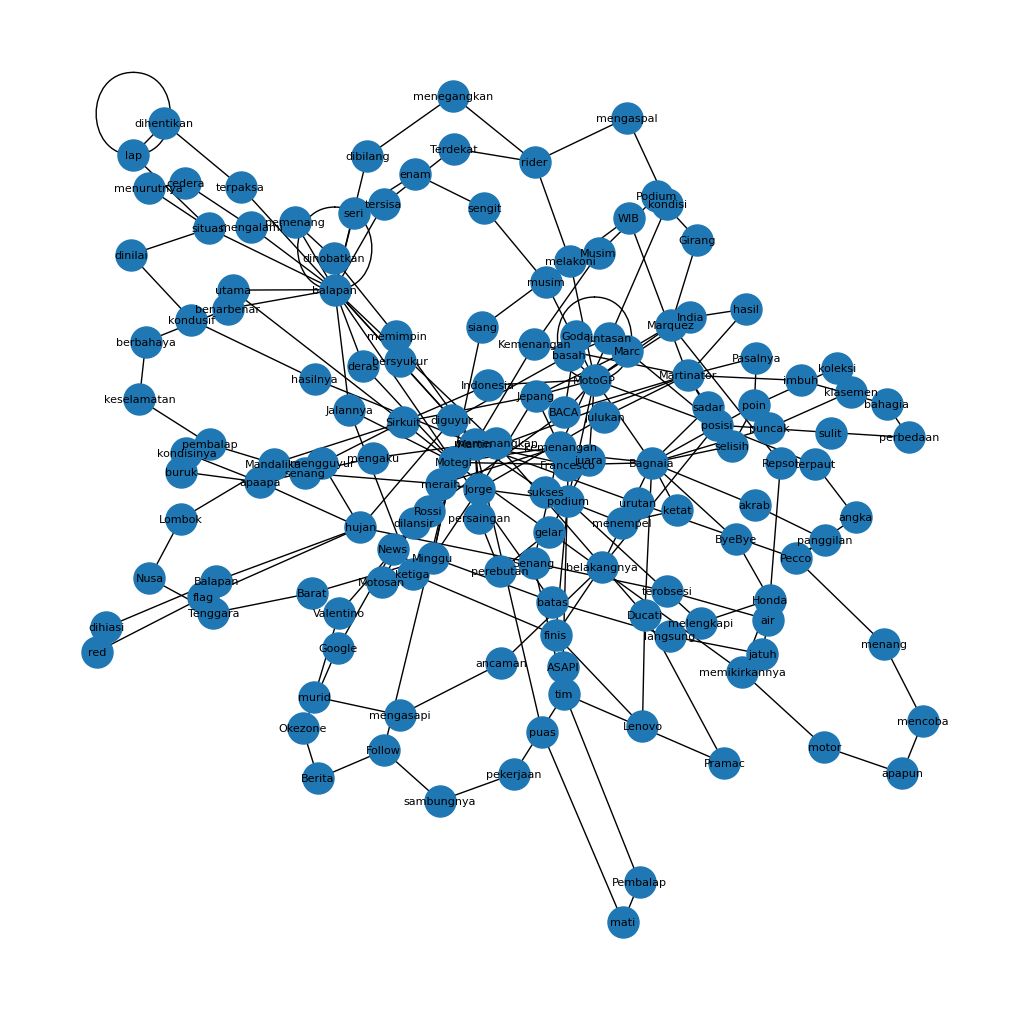 menegangkan
mengaspal
dihentikan
Terdekat
dibilang
lap
rider
enam
cedera
menurutnya
terpaksa
Podium
kondisi
tersisa
sengit
seri
WIB
pemenang
mengalami
situasi
Girang
dinilai
Musim
dinobatkan
melakoni
musim
utama
balapan
benarbenar
hasil
kondusif
India
Marquez
siang
memimpin
Goda
lintasan
berbahaya
Kemenangan
Marc
basah
Pasalnya
bersyukur
deras
koleksi
Martinator
hasilnya
MotoGP
imbuh
Indonesia
klasemen
Jepang
keselamatan
bahagia
poin
sadar
Jalannya
BACA
ulukan
diguyur
Sirkuit
posisi
puncak
sulit
perbedaan
pembalap
selisih
kondisinya
mengaku
juara
Francesco
Motegi
Mandalika
mengguyur
Bagnaia
Repsol
terpaut
buruk
senang
apaapa
meraih
Jorge
sukses
podium
urutan
akrab
ketat
Rossi
angka
Lombok
persaingan
dilansir
menempel
hujan
gelar
ByeBye
panggilan
News
Minggu
Pecco
Senang
belakangnya
perebutan
ketiga
Nusa
Balapan
Motosan
terobsesi
Barat
flag
batas
Honda
Tenggara
Valentino
Ducati
air
dihiasi
melengkapi
finis
langsung
red
Google
menang
jatuh
ancaman
ASAPI
memikirkannya
tim
murid
mengasapi
mencoba
Okezone
Lenovo
puas
Follow
motor
Pramac
pekerjaan
apapun
Berita
sambungnya
Pembalap
mati